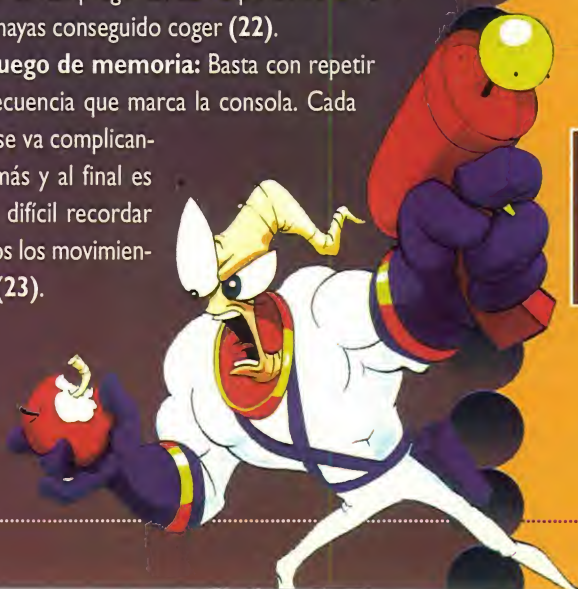 hayas conseguido coger (22).
uego de memoria: Basta con repetir
ecuencia que marca la consola. Cada
se va complican-
más y al final es
difícil recordar
os los movimien-
(23).